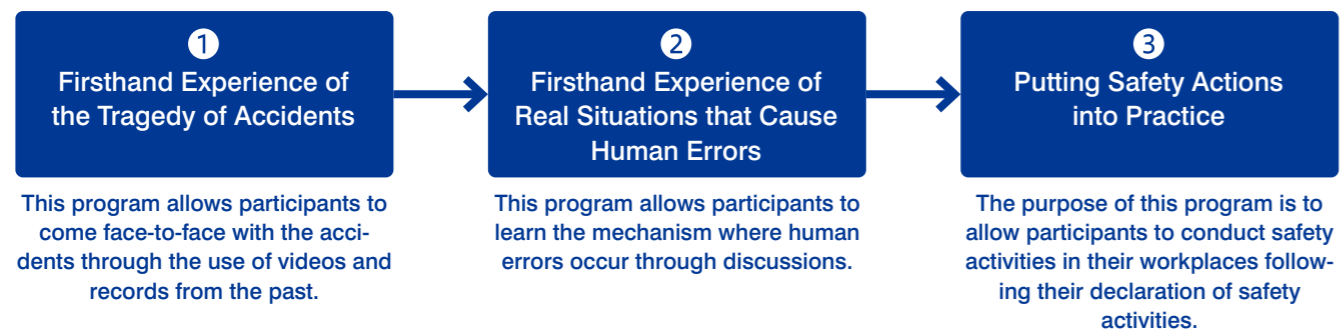 1
Firsthand Experience of
the Tragedy of Accidents
This program allows participants to
come face-to-face with the acci-
dents through the use of videos and
records from the past.
2
Firsthand Experience of
Real Situations that Cause
Human Errors
This program allows participants to
learn the mechanism where human
errors occur through discussions.
3
Putting Safety Actions
into Practice
The purpose of this program is to
allow participants to conduct safety
activities in their workplaces follow-
ing their declaration of safety
activities.